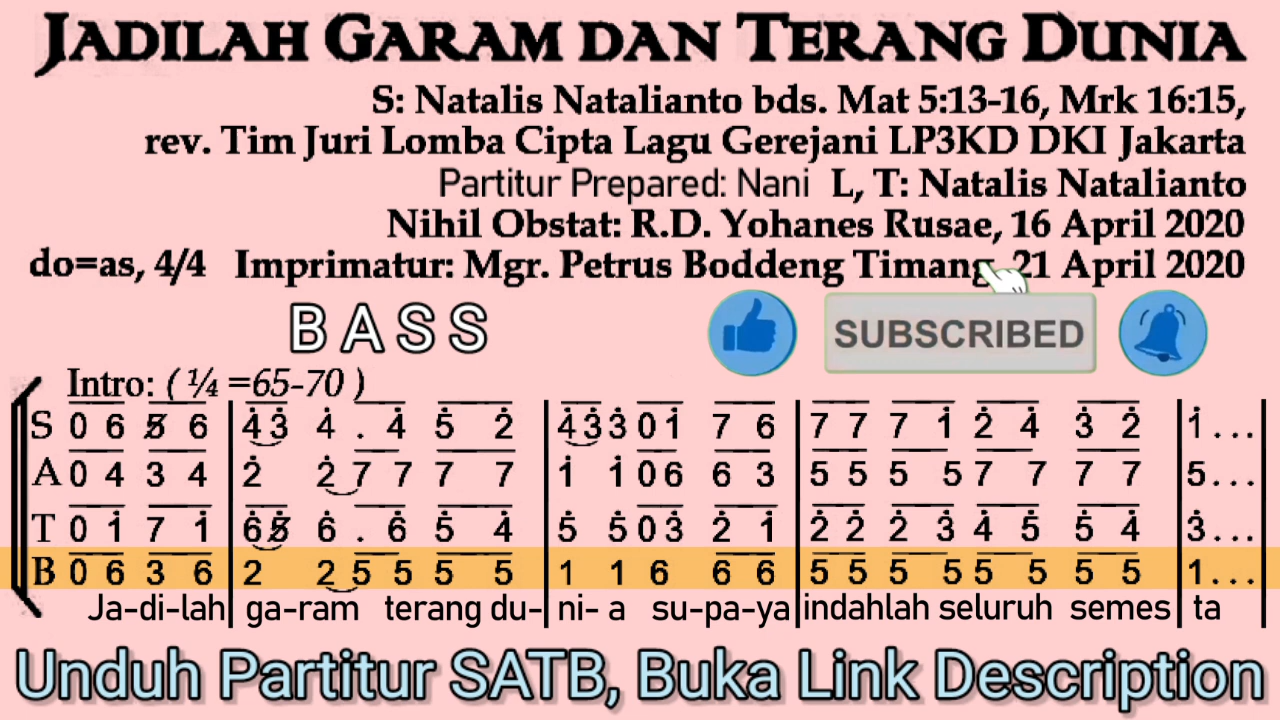 JADILAH GARAM DAN TERANG DUNIA
S: Natalis Natalianto bds. Mat 5:13-16, Mrk 16:15,
rev. Tim Juri Lomba Cipta Lagu Gerejani LP3KD DKI Jakarta
Partitur Prepared: Nani L, T: Natalis Natalianto
Nihil Obstat: R.D. Yohanes Rusae, 16 April 2020
do=as, 4/4 Imprimatur: Mgr. Petrus Boddeng Timang, 21 April 2020
BASS SUBSCRIBED
Intro: ( ¼ =65-70 )
S 0 6 5̸ 6 | 4̇ 3̇ 4̇ . 4̇ 5̇ 2̇ | 4̇ 3̇ 3̇ 0 1̇ 7 6 | 7 7 7 1̇ 2̇ 4̇ 3̇ 2̇ | 1̇ . . .
A 0 4 3 4 | 2̇ 2̇ 7 7 7 7 | 1̇ 1̇ 0 6 6 3 | 5 5 5 5 7 7 7 7 | 5 . . .
T 0 1̇ 7 1̇ | 6̇ 5̸̇ 6̇ . 6̇ 5̇ 4̇ | 5̇ 5̇ 0 3̇ 2̇ 1̇ | 2̇ 2̇ 2̇ 3̇ 4̇ 5̇ 5̇ 4̇ | 3̇ . . .
B 0 6 3 6 | 2 2 5 5 5 5 | 1 1 6 6 6 | 5 5 5 5 5 5 5 5 | 1 . . .
Ja-di-lah| ga-ram terang du-| ni- a su-pa-ya| indahlah seluruh semes| ta
Unduh Partitur SATB, Buka Link Description